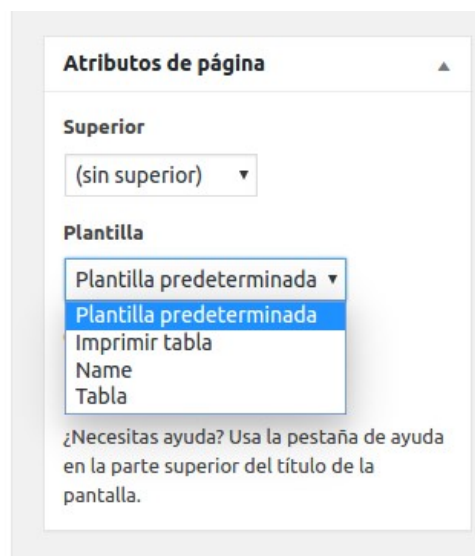 Atributos de página
Superior
(sin superior)
Plantilla
Plantilla predeterminada
Plantilla predeterminada
Imprimir tabla
Name
Tabla
¿Necesitas ayuda? Usa la pestaña de ayuda
en la parte superior del título de la
pantalla.